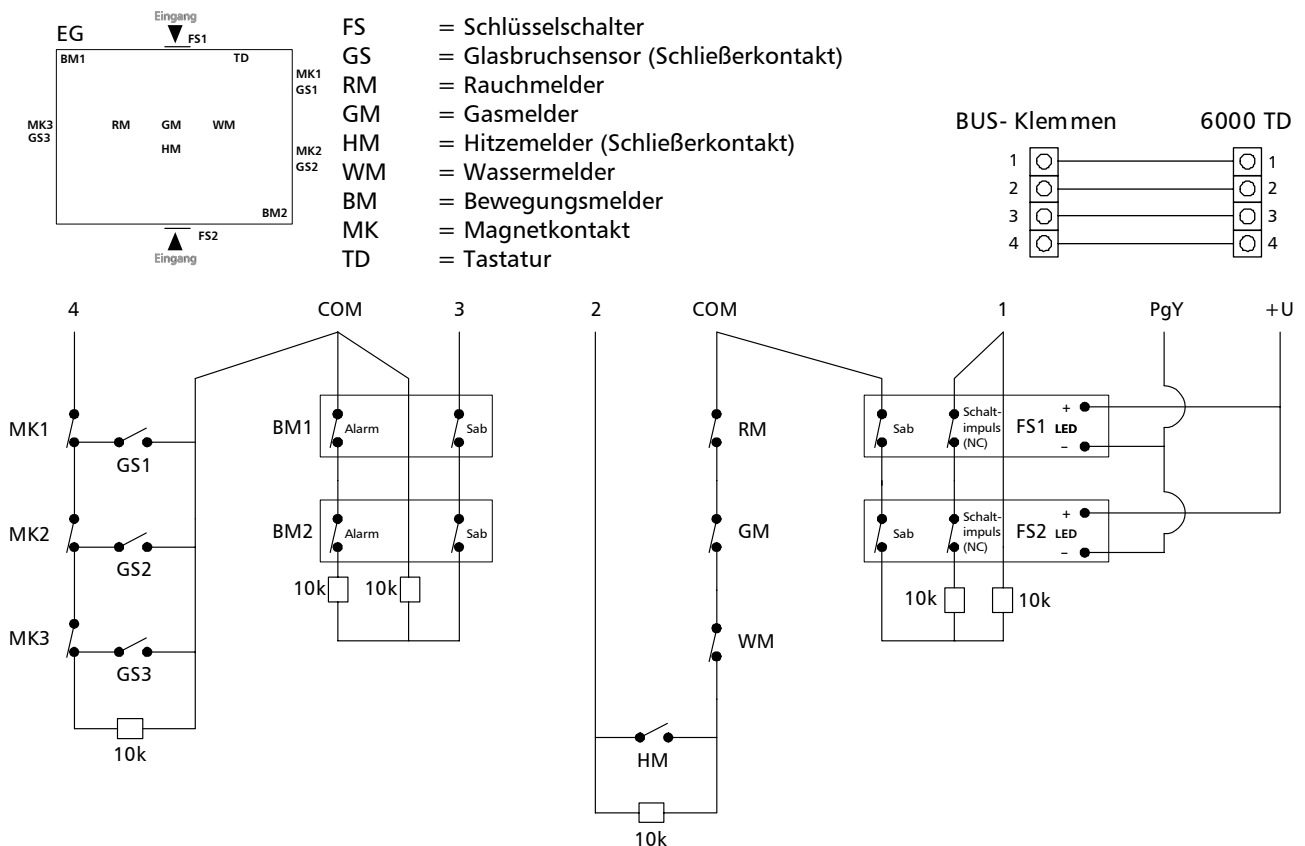 Eingang
FS1
EG
BM1 TD
MK1
GS1
MK3
GS3
RM GM WM
HM
MK2
GS2
BM2
FS2
Eingang
FS = Schlüsselschalter
GS = Glasbruchsensor (Schließerkontakt)
RM = Rauchmelder
GM = Gasmelder
HM = Hitzemelder (Schließerkontakt)
WM = Wassermelder
BM = Bewegungsmelder
MK = Magnetkontakt
TD = Tastatur
BUS- Klemmen 6000 TD
1 1
2 2
3 3
4 4
4 COM 3 2 COM 1 PgY +U
MK1
GS1
MK2
GS2
MK3
GS3
10k
BM1 Alarm Sab
BM2 Alarm Sab
10k 10k
RM
GM
WM
HM
10k
Sab
Schalt-
impuls
(NC)
FS1 LED
+
–
Sab
Schalt-
impuls
(NC)
FS2 LED
+
–
10k 10k